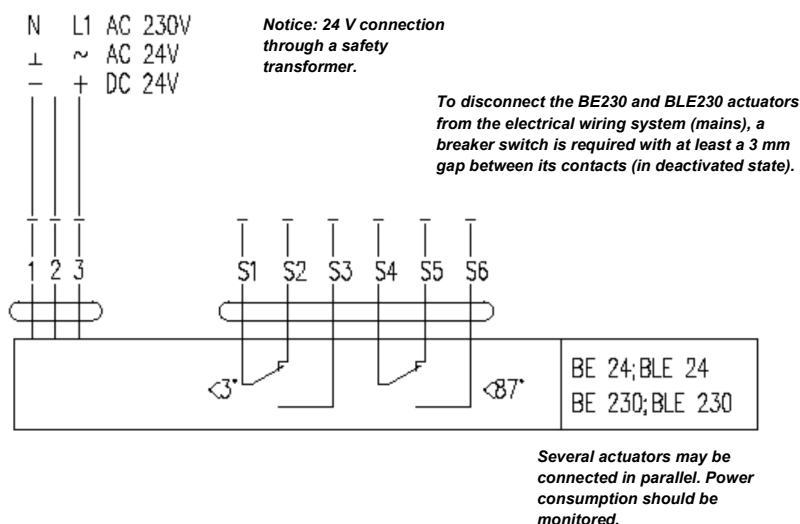 N L1 AC 230V
⊥ ~ AC 24V
− + DC 24V
Notice: 24 V connection
through a safety
transformer.
To disconnect the BE230 and BLE230 actuators
from the electrical wiring system (mains), a
breaker switch is required with at least a 3 mm
gap between its contacts (in deactivated state).
1 2 3 S1 S2 S3 S4 S5 S6
<3° <87°
BE 24;BLE 24
BE 230;BLE 230
Several actuators may be
connected in parallel. Power
consumption should be
monitored.